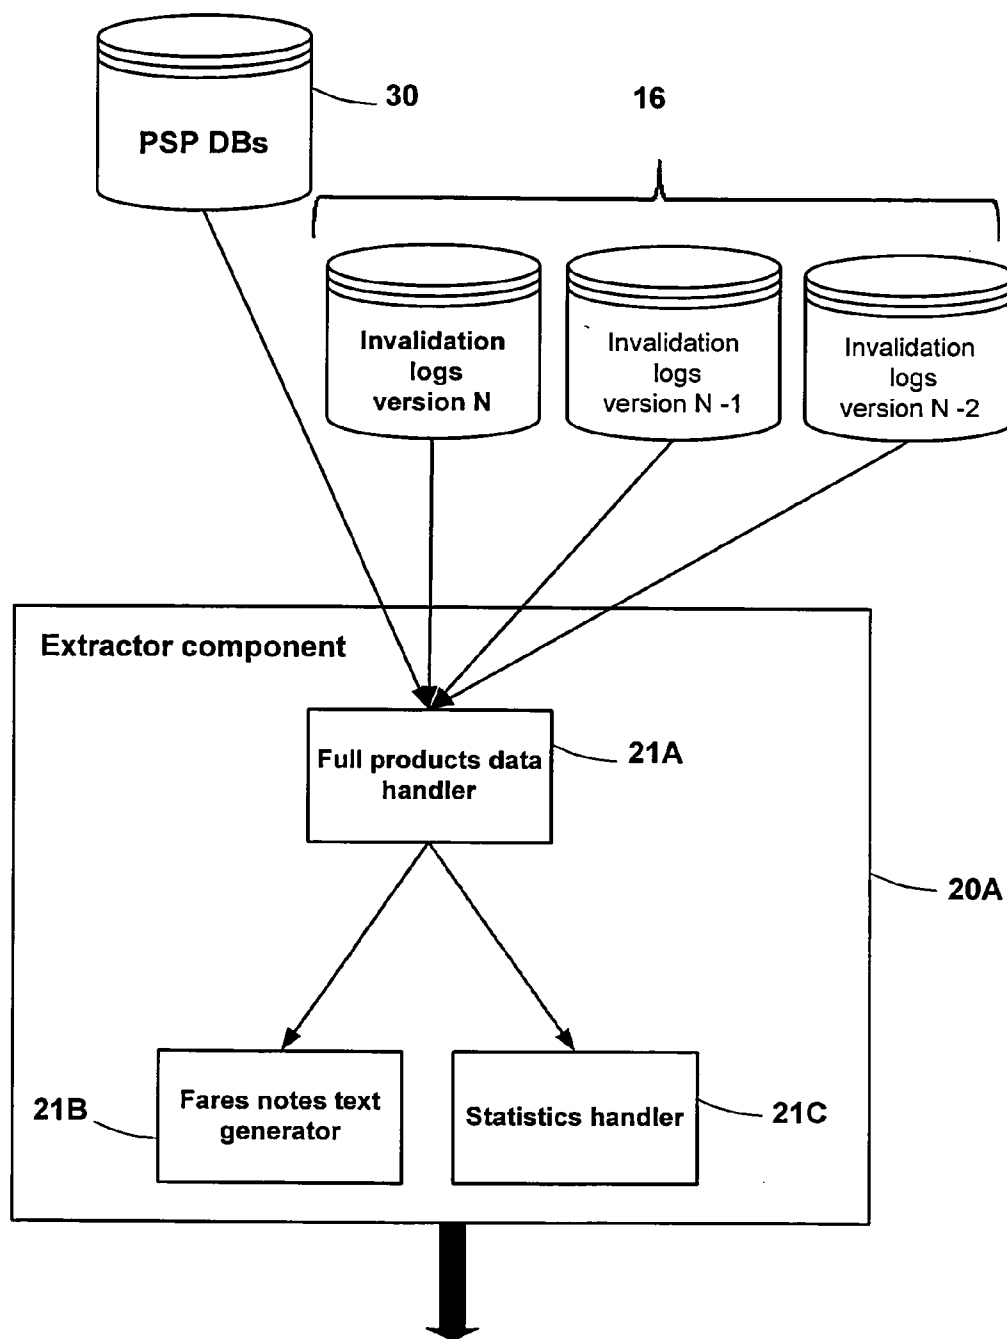 30
16
PSP DBs
Invalidation
logs
version N
Invalidation
logs
version N -1
Invalidation
logs
version N -2
Extractor component
Full products data
handler
21A
20A
21B
Fares notes text
generator
Statistics handler
21C